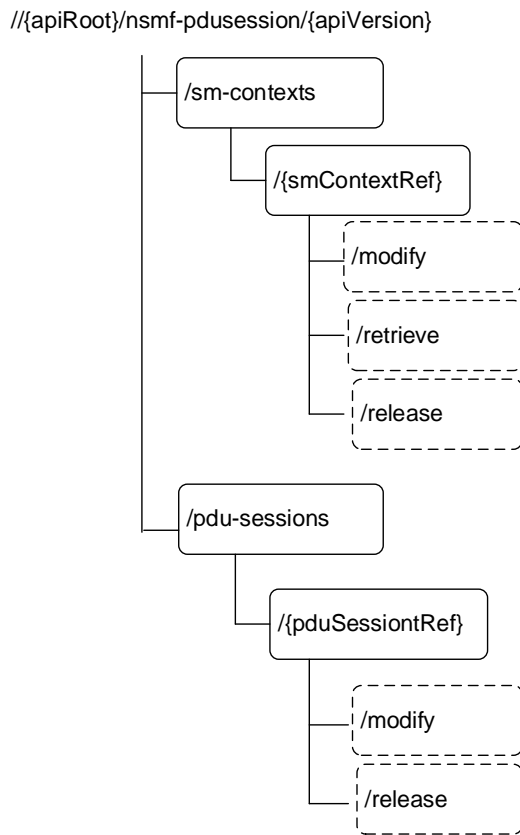 //{apiRoot}/nsmf-pdusession/{apiVersion}
/sm-contexts
/{smContextRef}
/modify
/retrieve
/release
/pdu-sessions
/{pduSessiontRef}
/modify
/release